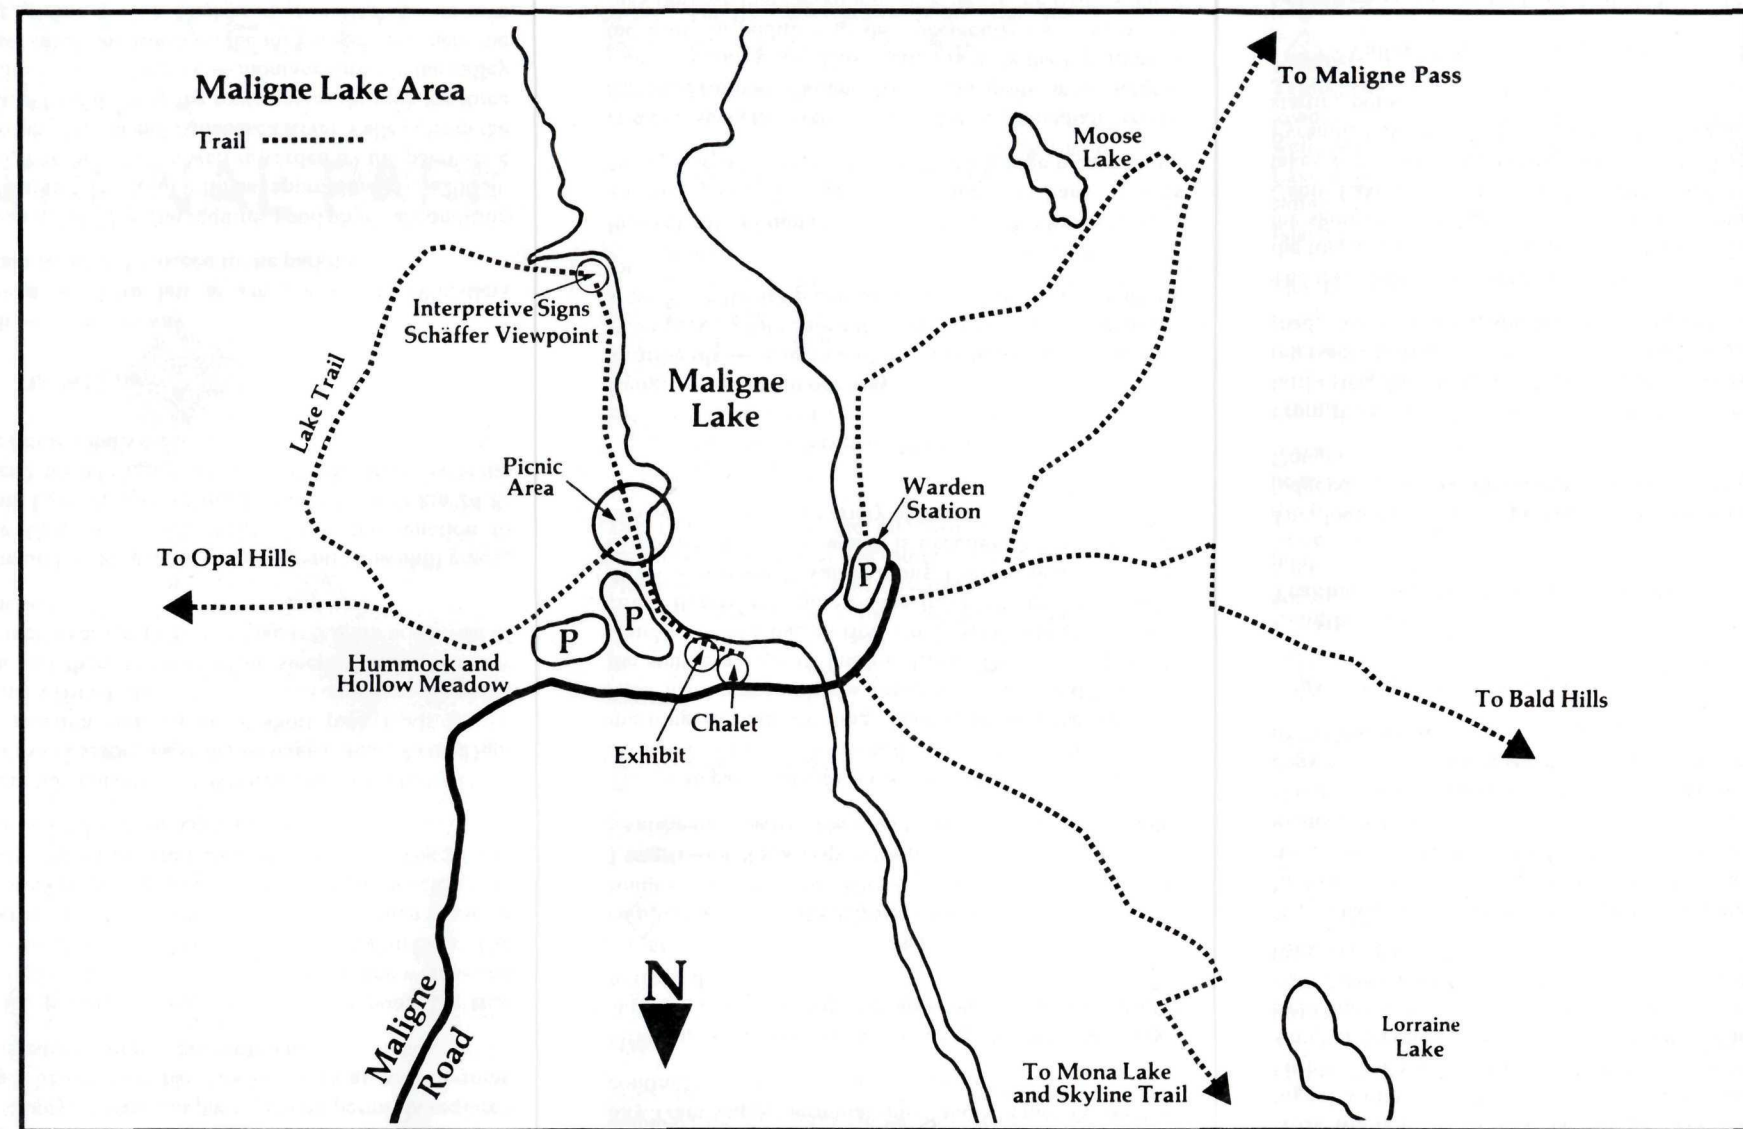 Maligne Lake Area
Trail
To Maligne Pass
Moose
Lake
Interpretive Signs
Schäffer Viewpoint
Lake Trail
Maligne
Lake
Picnic
Area
Warden
Station
To Opal Hills
P
P
P
Hummock and
Hollow Meadow
To Bald Hills
Chalet
Exhibit
Maligne
Road
N
Lorraine
Lake
To Mona Lake
and Skyline Trail